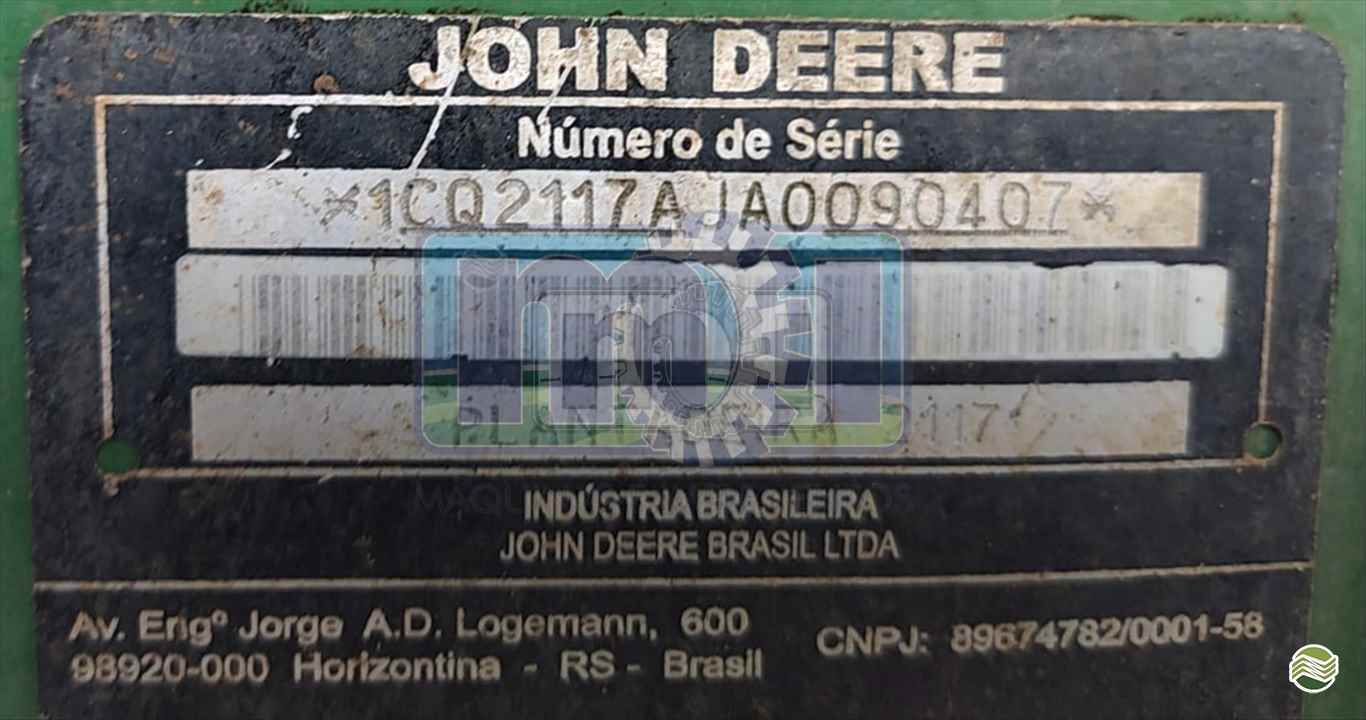 JOHN DEERE
Número de Série
*1CQ2117AJA0090407*
2117
INDÚSTRIA BRASILEIRA
JOHN DEERE BRASIL LTDA
Av. Engº Jorge A.D. Logemann, 600
98920-000 Horizontina - RS - Brasil
CNPJ: 89674782/0001-58